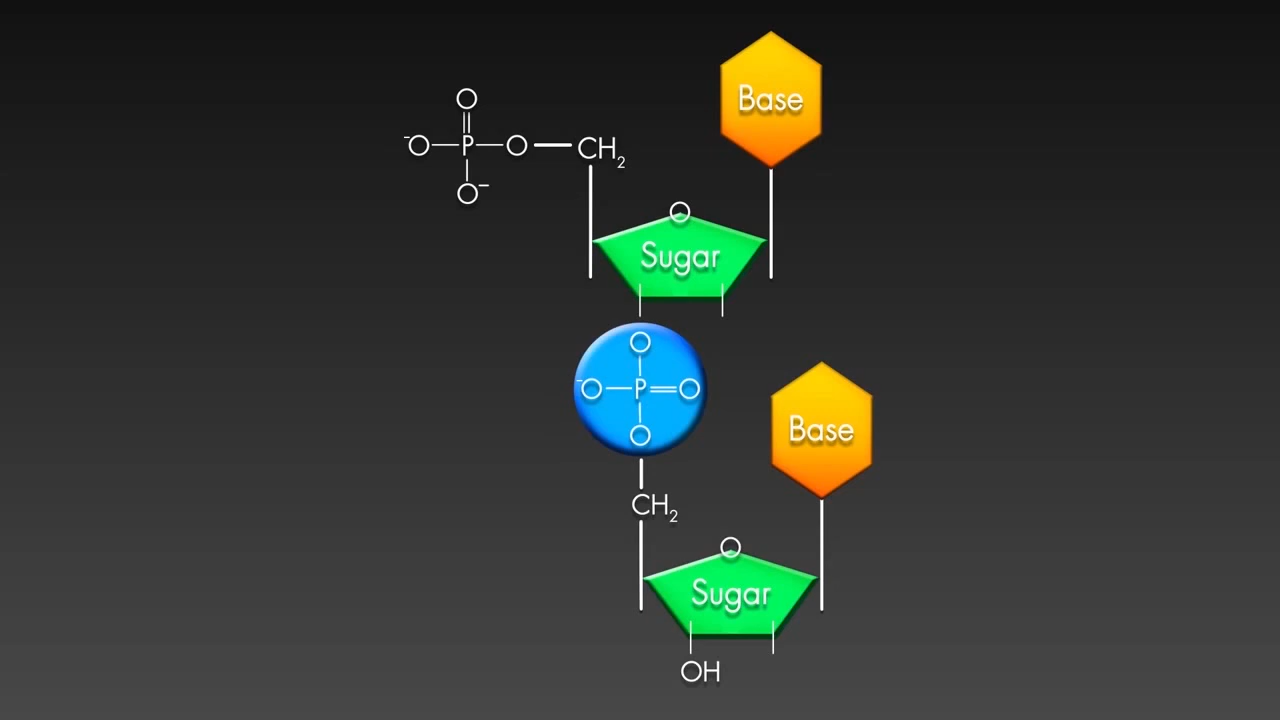 Base
O
⁻O P O CH₂
O⁻
O
Sugar
O
⁻O P O
O
Base
CH₂
O
Sugar
OH